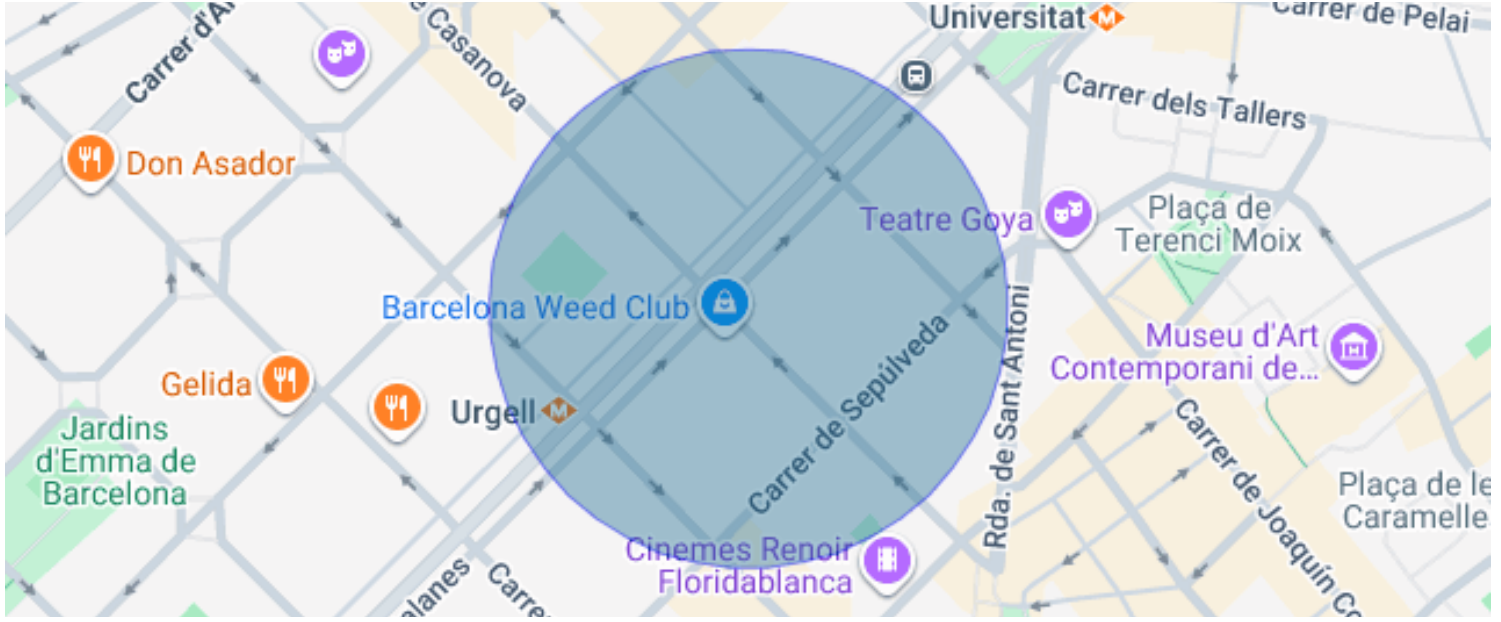 Universitat
Carrer de Pelai
Carrer d'Ar
Casanova
Carrer dels Tallers
Don Asador
Teatre Goya
Plaça de
Terenci Moix
Barcelona Weed Club
Rda. de Sant Antoni
Museu d'Art
Contemporani de...
Gelida
Urgell
Carrer de Sepúlveda
Jardins
d'Emma de
Barcelona
Carrer de Joaquín Co
Plaça de le
Caramelle
Cinemes Renoir
Floridablanca
elanes
Carre